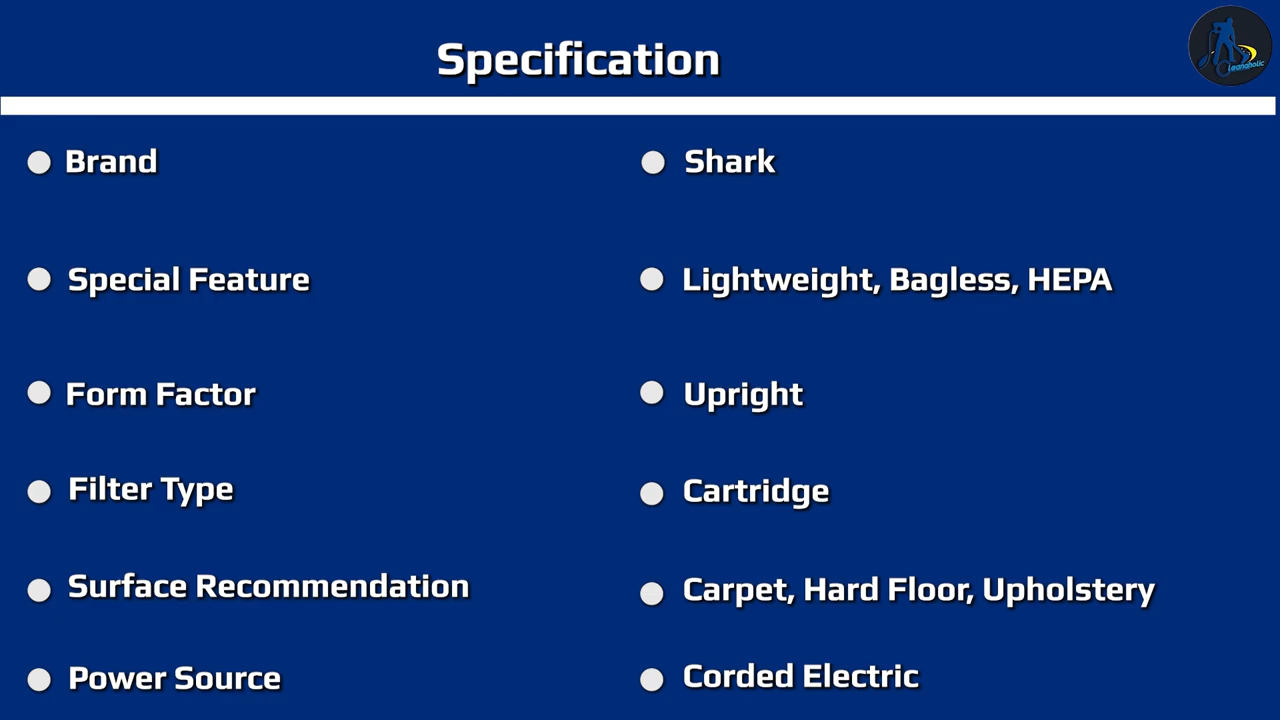 Specification
Brand
Shark
Special Feature
Lightweight, Bagless, HEPA
Form Factor
Upright
Filter Type
Cartridge
Surface Recommendation
Carpet, Hard Floor, Upholstery
Power Source
Corded Electric